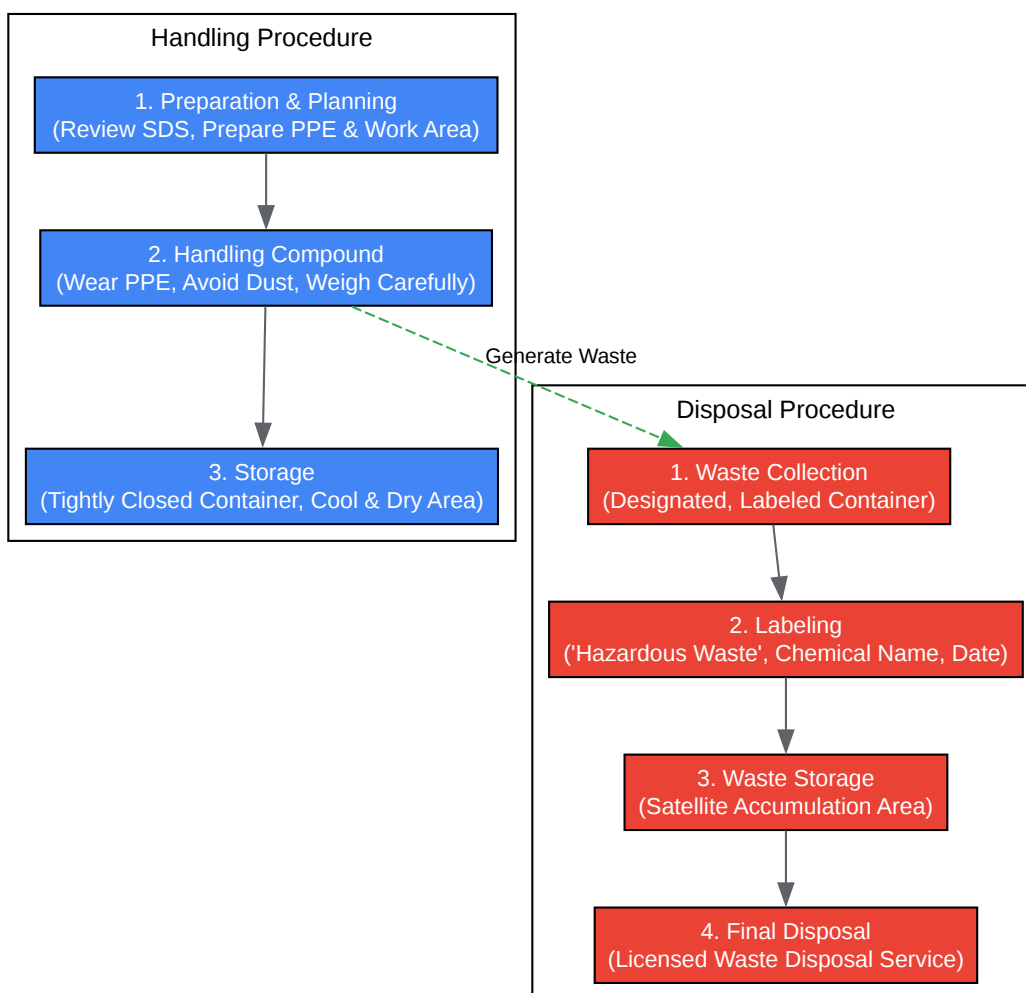 Handling Procedure
1. Preparation & Planning
(Review SDS, Prepare PPE & Work Area)
2. Handling Compound
(Wear PPE, Avoid Dust, Weigh Carefully)
Generate Waste
3. Storage
(Tightly Closed Container, Cool & Dry Area)
Disposal Procedure
1. Waste Collection
(Designated, Labeled Container)
2. Labeling
('Hazardous Waste', Chemical Name, Date)
3. Waste Storage
(Satellite Accumulation Area)
4. Final Disposal
(Licensed Waste Disposal Service)